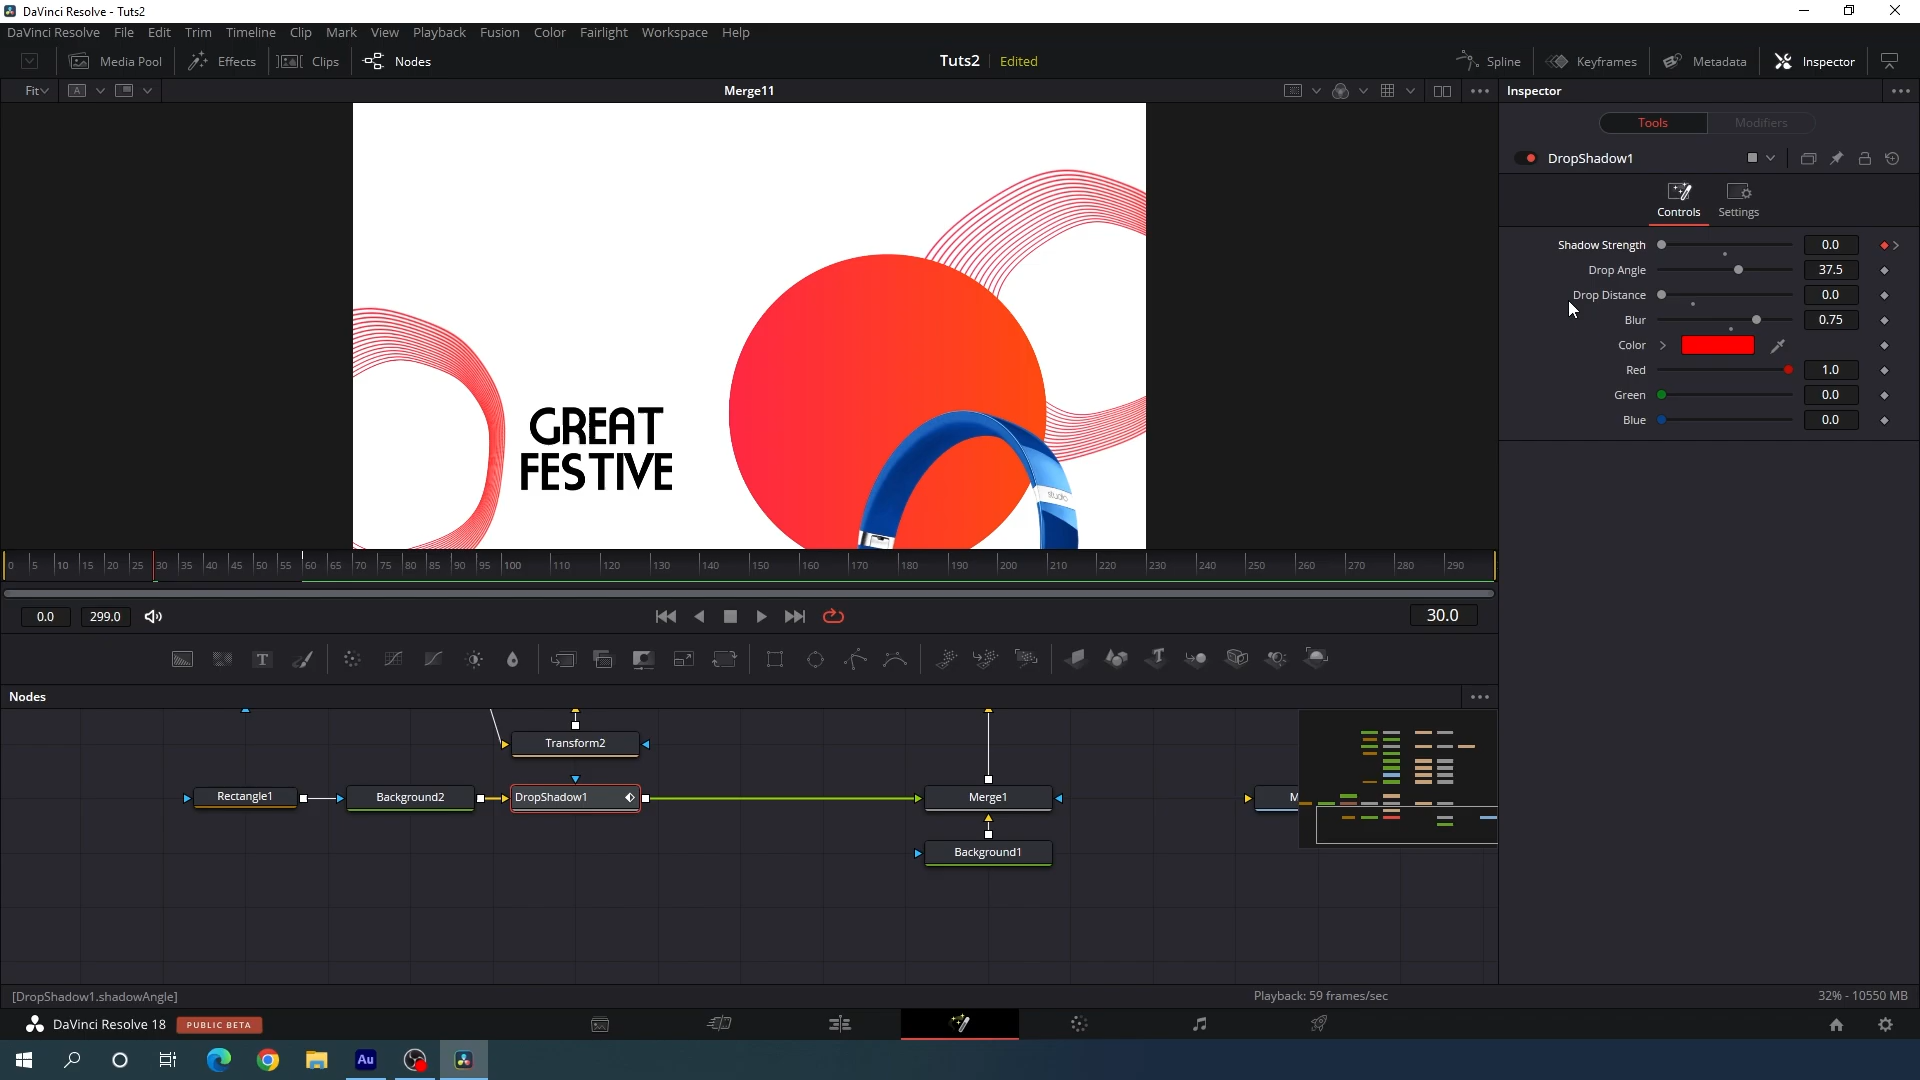 DaVinci Resolve - Tuts2
DaVinci Resolve File Edit Trim Timeline Clip Mark View Playback Fusion Color Fairlight Workspace Help
Media Pool Effects Clips Nodes Tuts2 Edited Spline Keyframes Metadata Inspector
Fit A Merge11 Inspector
Tools Modifiers
DropShadow1
Controls Settings
Shadow Strength 0.0
Drop Angle 37.5
Drop Distance 0.0
Blur 0.75
Color
Red 1.0
Green 0.0
Blue 0.0
GREAT
FESTIVE
studio
0 5 10 15 20 25 30 35 40 45 50 55 60 65 70 75 80 85 90 95 100 110 120 130 140 150 160 170 180 190 200 210 220 230 240 250 260 270 280 290
0.0 299.0 30.0
T
Nodes
Transform2
Rectangle1 Background2 DropShadow1 Merge1 M
Background1
[DropShadow1.shadowAngle] Playback: 59 frames/sec 32% - 10550 MB
DaVinci Resolve 18 PUBLIC BETA
Au